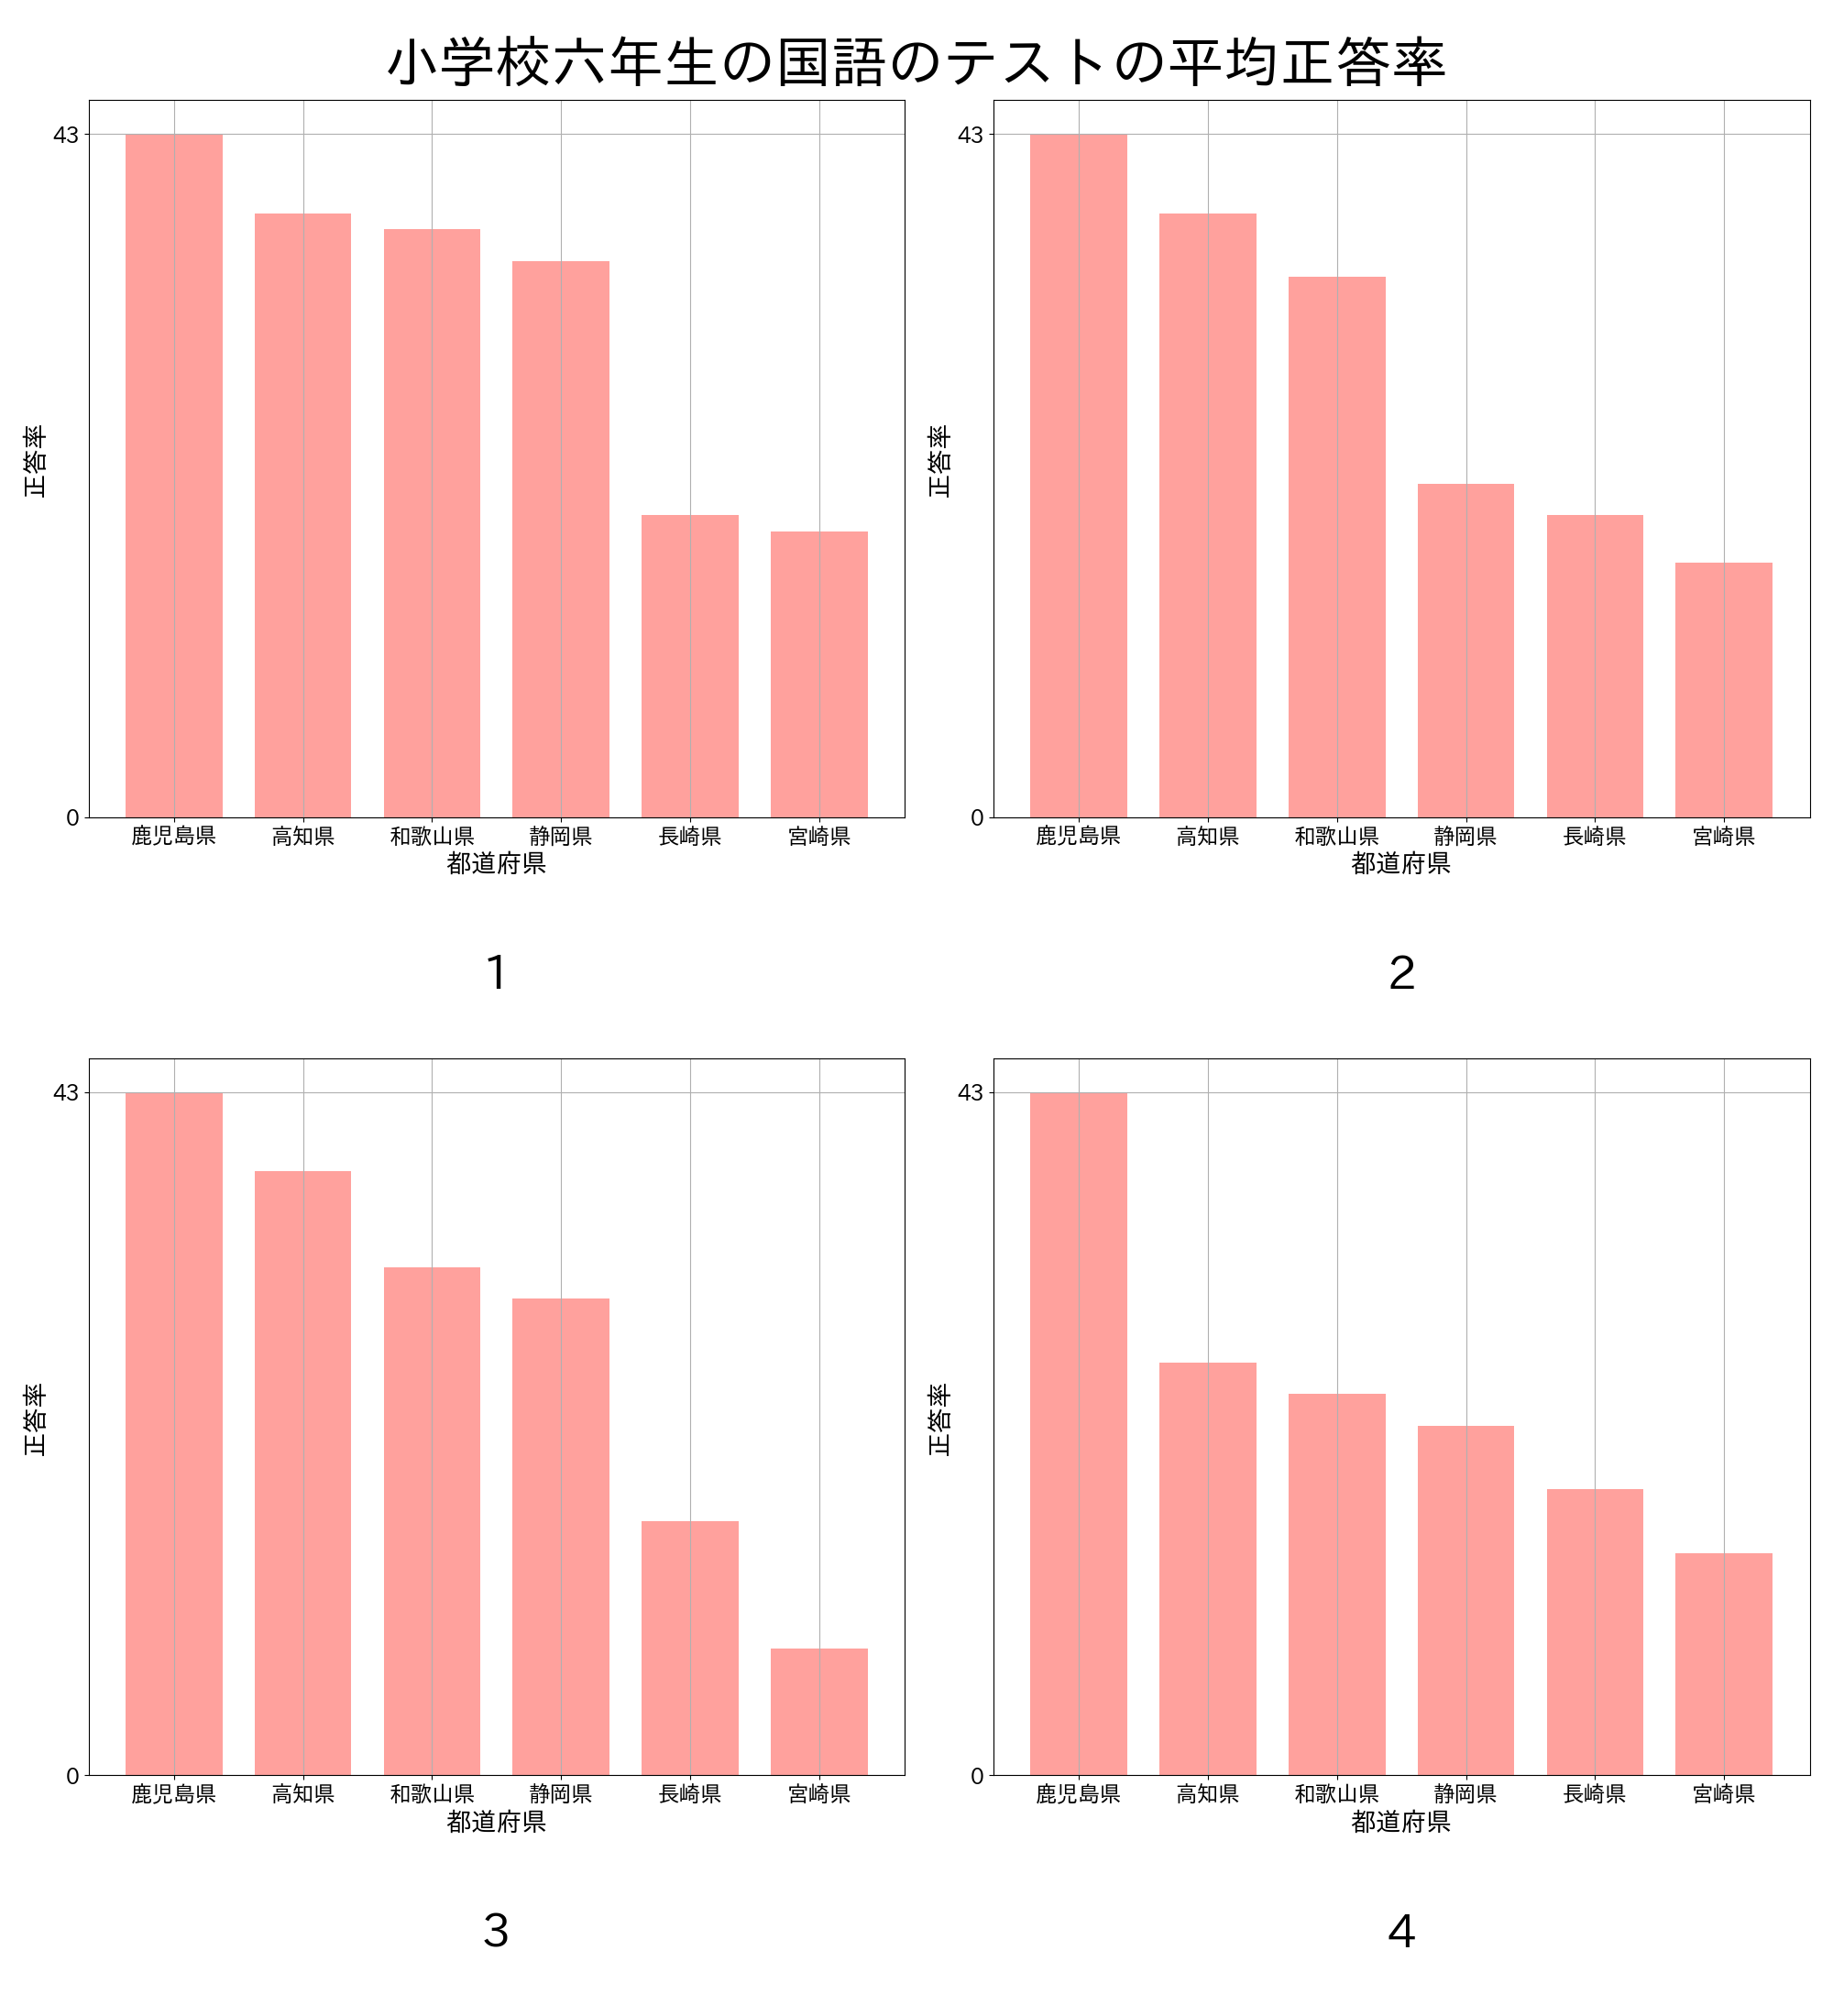 小学校六年生の国語のテストの平均正答率
43
0
正答率
鹿児島県 高知県 和歌山県 静岡県 長崎県 宮崎県
都道府県
1
43
0
正答率
鹿児島県 高知県 和歌山県 静岡県 長崎県 宮崎県
都道府県
2
43
0
正答率
鹿児島県 高知県 和歌山県 静岡県 長崎県 宮崎県
都道府県
3
43
0
正答率
鹿児島県 高知県 和歌山県 静岡県 長崎県 宮崎県
都道府県
4